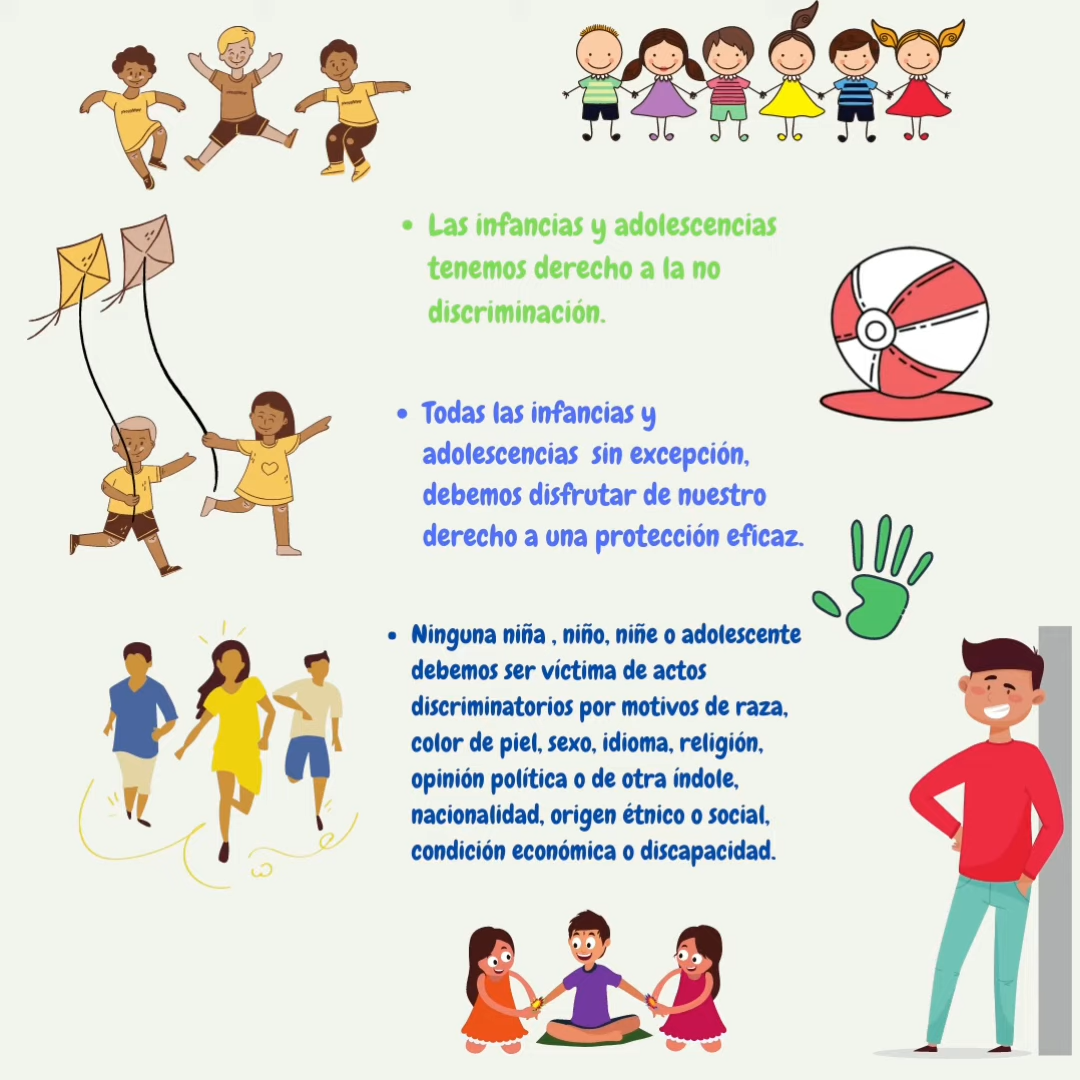 • Las infancias y adolescencias
tenemos derecho a la no
discriminación.
• Todas las infancias y
adolescencias sin excepción,
debemos disfrutar de nuestro
derecho a una protección eficaz.
• Ninguna niña , niño, niñe o adolescente
debemos ser víctima de actos
discriminatorios por motivos de raza,
color de piel, sexo, idioma, religión,
opinión política o de otra índole,
nacionalidad, origen étnico o social,
condición económica o discapacidad.